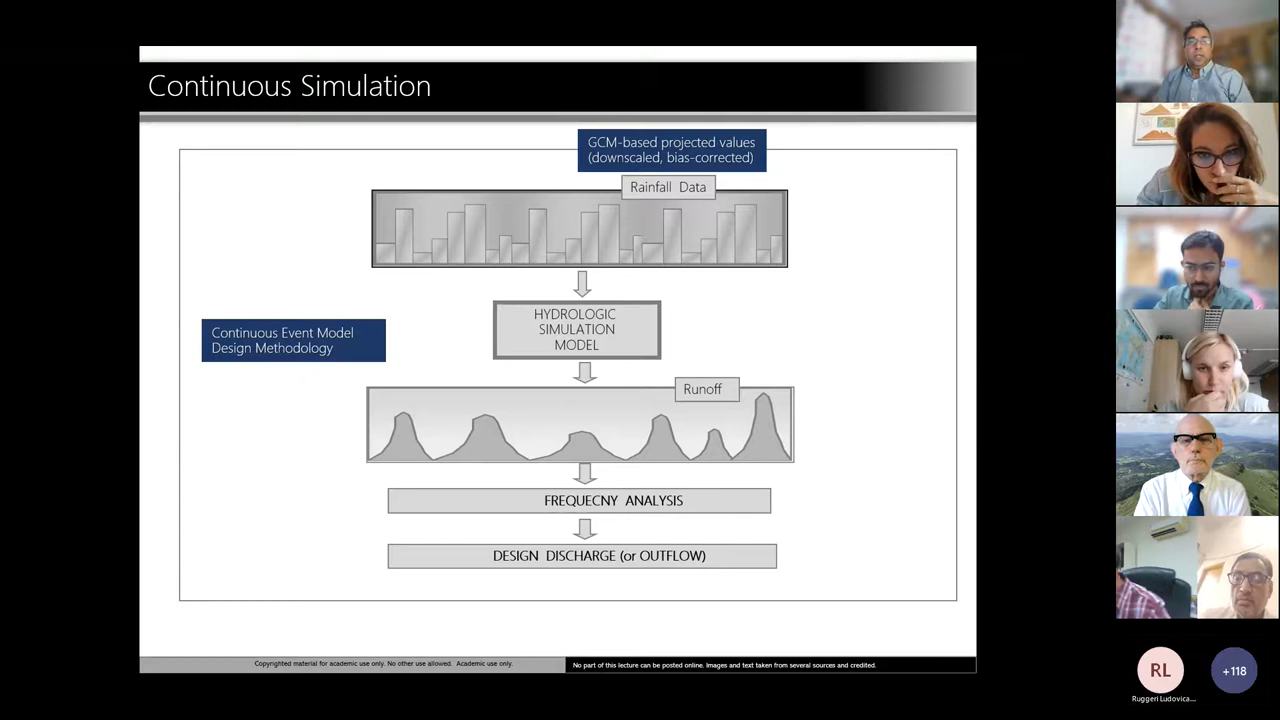 Continuous Simulation
GCM-based projected values
(downscaled, bias-corrected)
Rainfall Data
HYDROLOGIC
SIMULATION
MODEL
Continuous Event Model
Design Methodology
Runoff
FREQUECNY ANALYSIS
DESIGN DISCHARGE (or OUTFLOW)
Copyrighted material for academic use only. No other use allowed. Academic use only.
No part of this lecture can be posted online. Images and text taken from several sources and credited.
RL
+118
Ruggeri Ludovica...